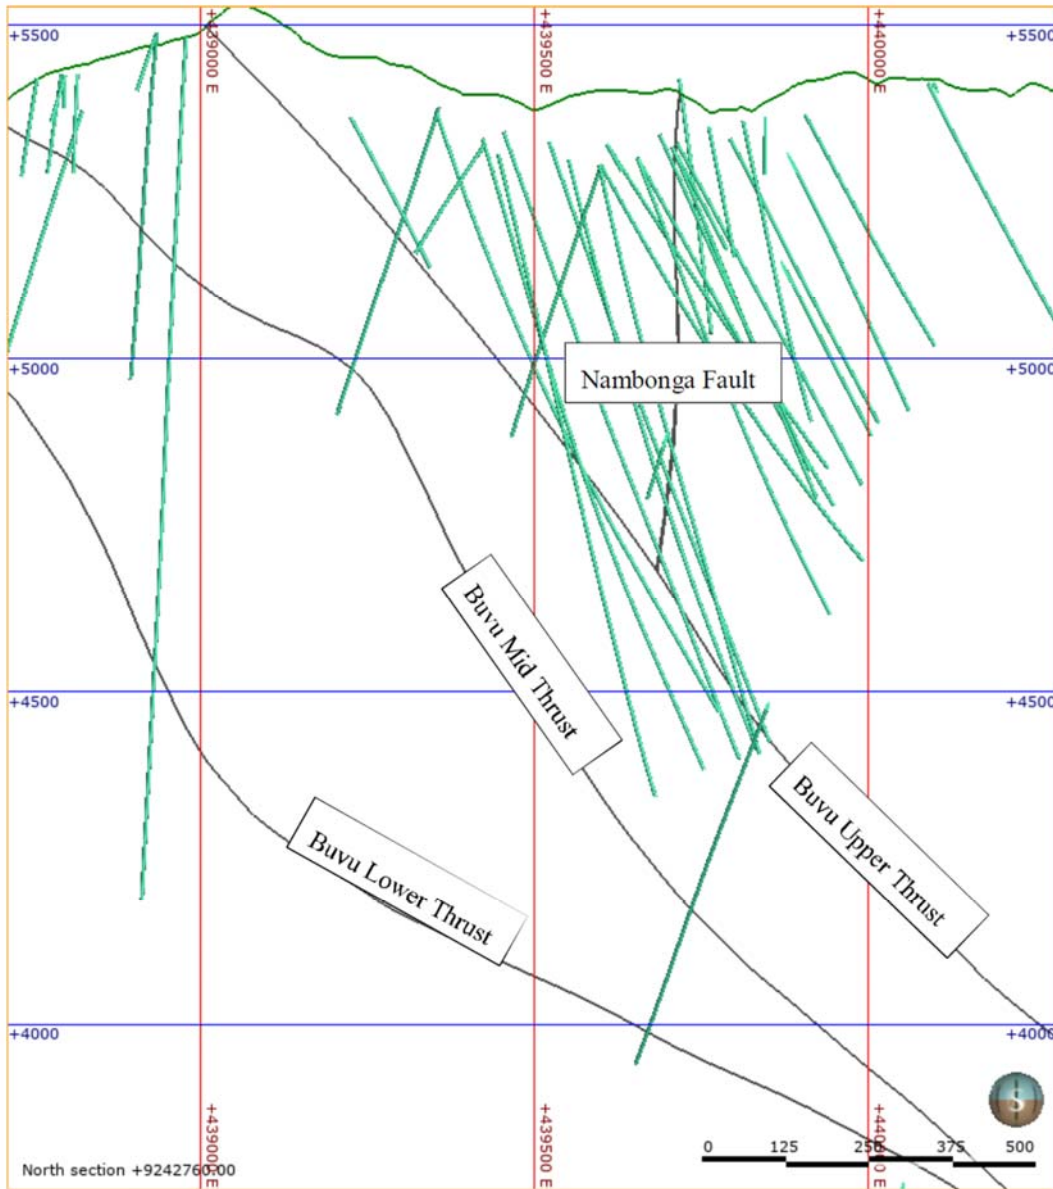 +5500
+439000 E
+439500 E
+440000 E
+5500
+5000
Nambonga Fault
+5000
Buvu Mid Thrust
+4500
+4500
Buvu Upper Thrust
Buvu Lower Thrust
+4000
+4000
S
+439000 E
+439500 E
+440000 E
0 125 250 375 500
North section +9242760.00